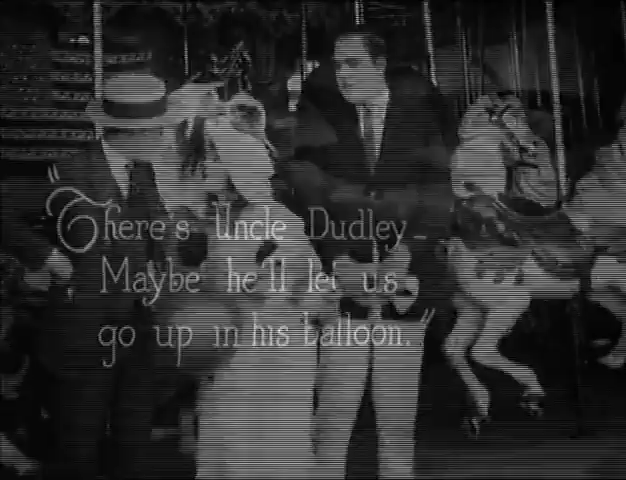 "There's Uncle Dudley —
Maybe he'll let us
go up in his balloon."